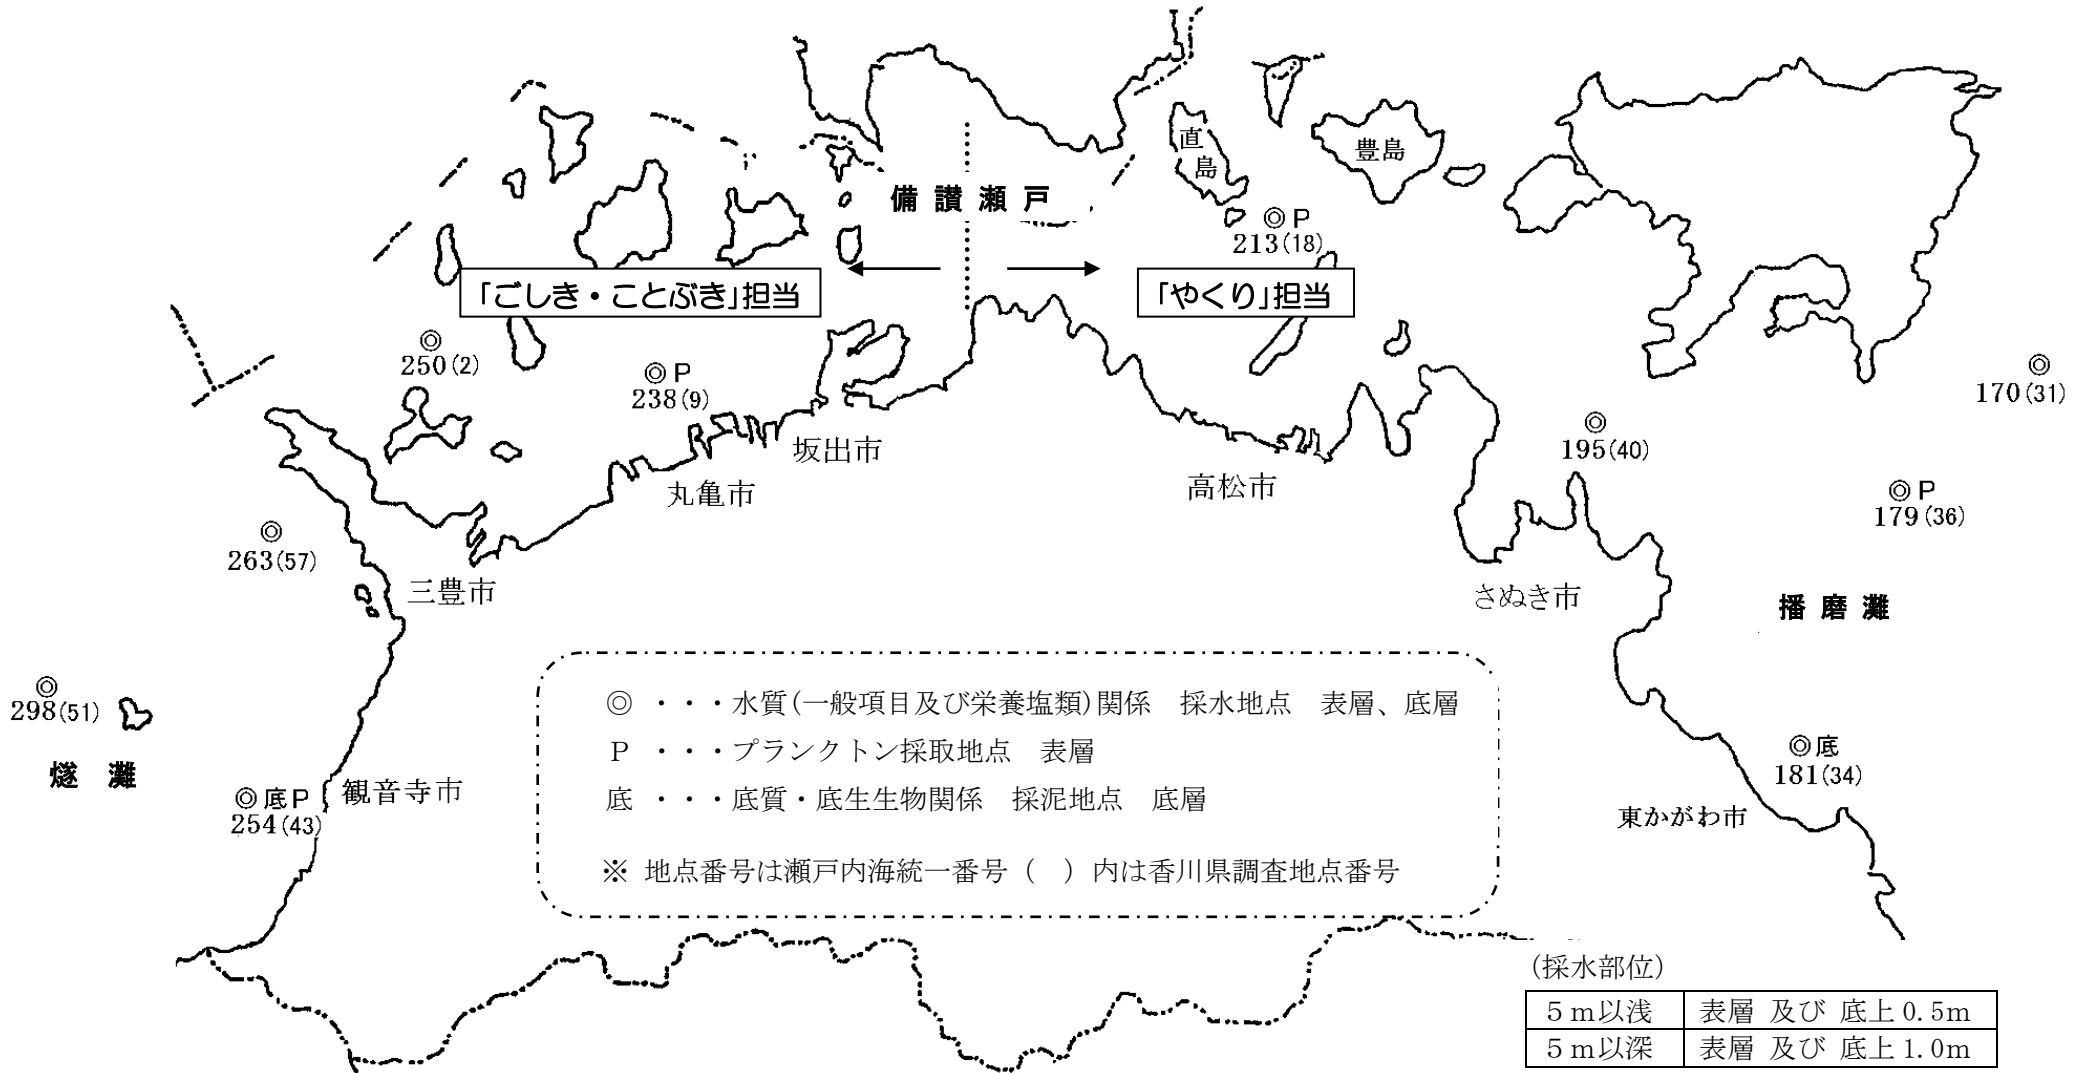 直島
豊島
備讃瀬戸
◎ P
213(18)
「ごしき・ことぶき」担当
「やくり」担当
◎
250(2)
◎ P
238(9)
◎
170(31)
◎
195(40)
坂出市
丸亀市
高松市
◎ P
179(36)
◎
263(57)
三豊市
さぬき市
播磨灘
◎
298(51)
燧灘
◎ 底 P
254(43)
観音寺市
◎ 底
181(34)
東かがわ市
◎ ・・・水質(一般項目及び栄養塩類)関係 採水地点 表層、底層
P ・・・プランクトン採取地点 表層
底 ・・・底質・底生生物関係 採泥地点 底層
※ 地点番号は瀬戸内海統一番号( )内は香川県調査地点番号
(採水部位)
5m以浅 表層 及び 底上0.5m
5m以深 表層 及び 底上1.0m